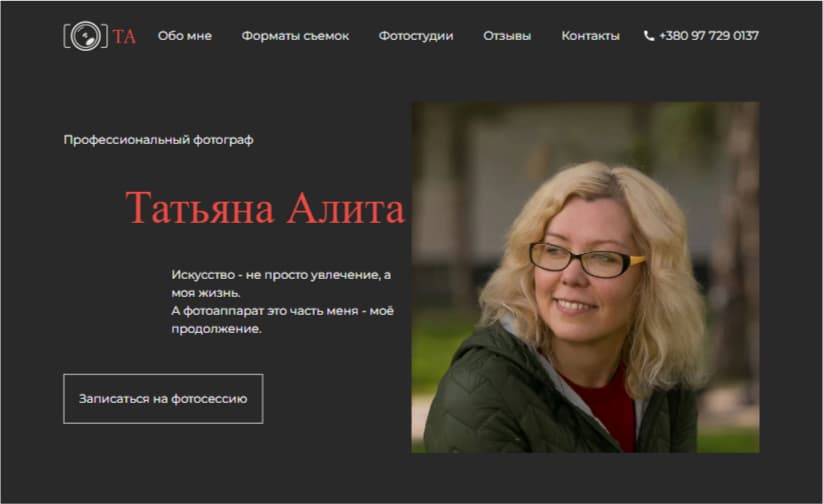 ТА
Обо мне
Форматы съемок
Фотостудии
Отзывы
Контакты
+380 97 729 0137
Профессиональный фотограф
Татьяна Алита
Искусство - не просто увлечение, а
моя жизнь.
А фотоаппарат это часть меня - моё
продолжение.
Записаться на фотосессию